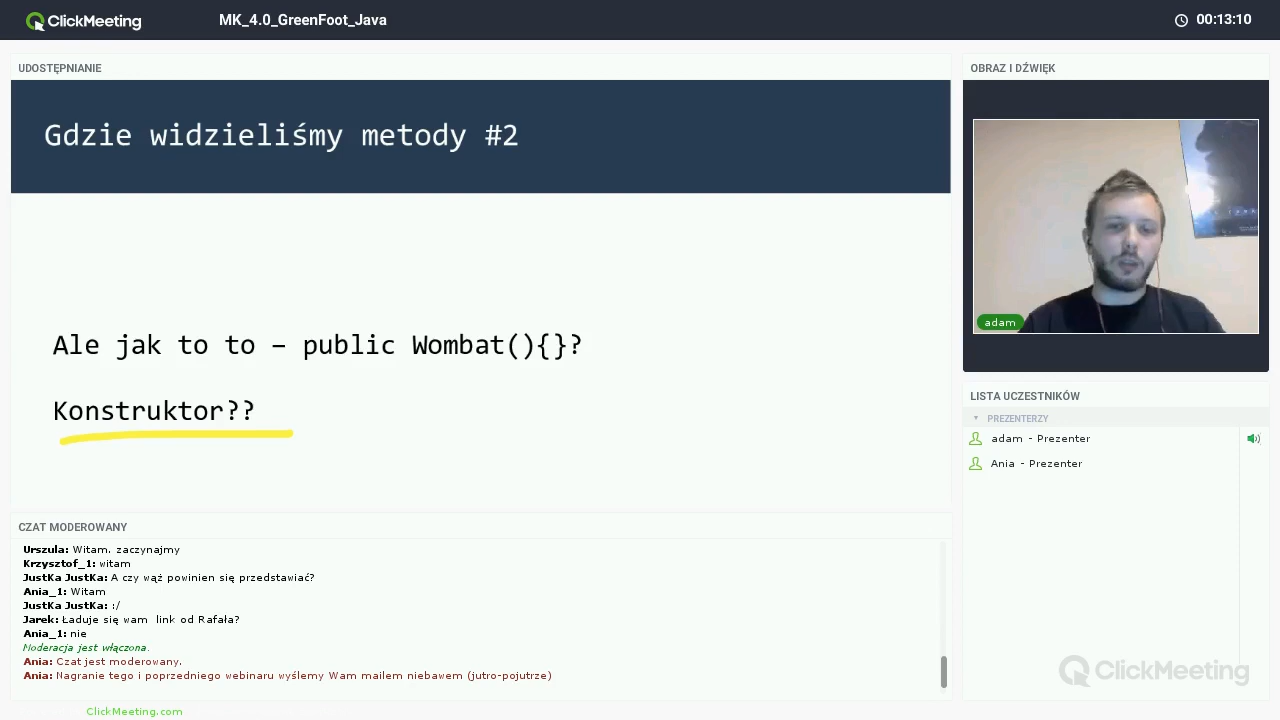 ClickMeeting
MK_4.0_GreenFoot_Java
00:13:10
UDOSTĘPNIANIE
Gdzie widzieliśmy metody #2
Ale jak to to – public Wombat(){}?
Konstruktor??
CZAT MODEROWANY
Urszula: Witam. zaczynajmy
Krzysztof_1: witam
JustKa JustKa: A czy wąż powinien się przedstawiać?
Ania_1: Witam
JustKa JustKa: :/
Jarek: Ładuje się wam link od Rafała?
Ania_1: nie
Moderacja jest włączona.
Ania: Czat jest moderowany.
Ania: Nagranie tego i poprzedniego webinaru wyślemy Wam mailem niebawem (jutro-pojutrze)
ClickMeeting.com
OBRAZ I DŹWIĘK
adam
LISTA UCZESTNIKÓW
PREZENTERZY
adam - Prezenter
Ania - Prezenter
ClickMeeting